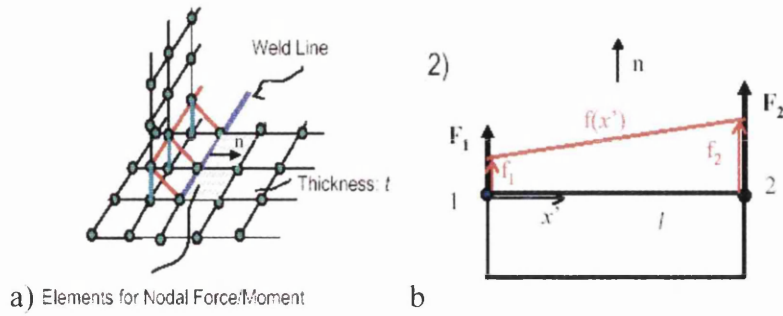 Weld Line
n
Thickness: t
a) Elements for Nodal Force/Moment
2)
n
F₁
f(x')
F₂
f₁
f₂
1
x'
l
2
b